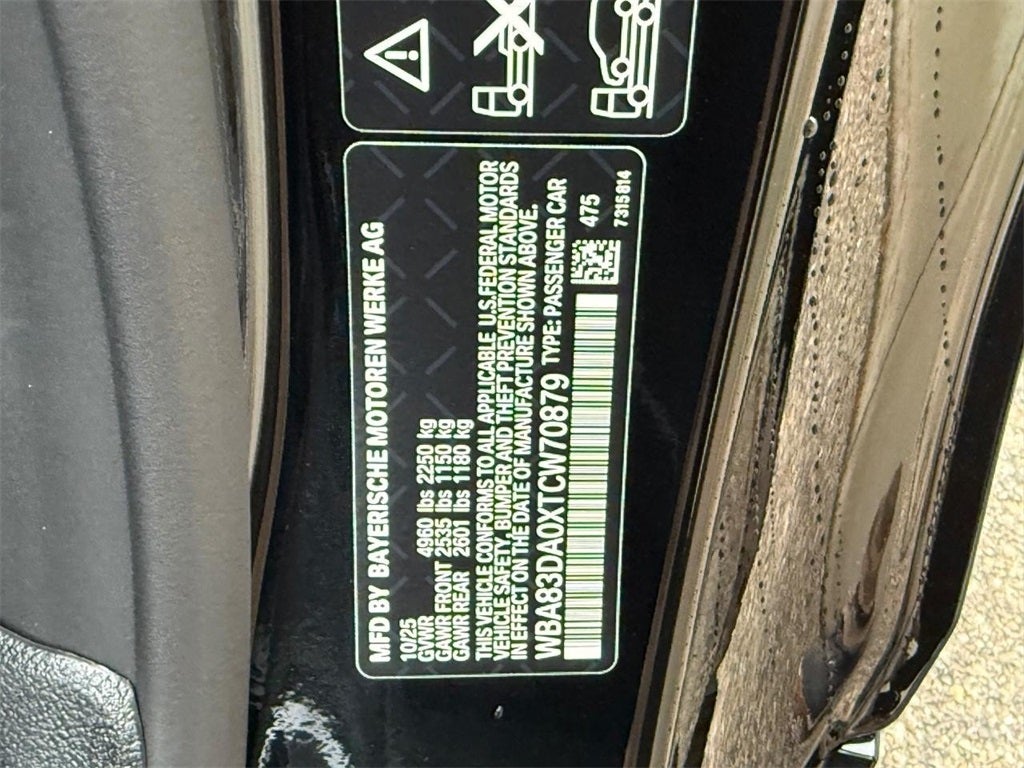 MFD BY BAYERISCHE MOTOREN WERKE AG
10/25
GVWR 4960 lbs 2250 kg
GAWR FRONT 2535 lbs 1150 kg
GAWR REAR 2601 lbs 1180 kg
THIS VEHICLE CONFORMS TO ALL APPLICABLE U.S.FEDERAL MOTOR
VEHICLE SAFETY, BUMPER AND THEFT PREVENTION STANDARDS
IN EFFECT ON THE DATE OF MANUFACTURE SHOWN ABOVE.
WBA83DA0XTCW70879 TYPE: PASSENGER CAR
475
7315814